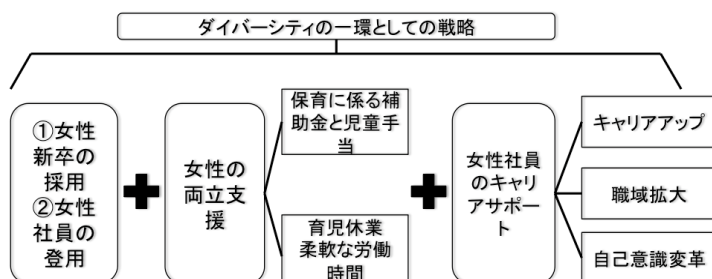 ダイバーシティの一環としての戦略
①女性
新卒の
採用
②女性
社員の
登用
女性の
両立支
援
保育に係る補
助金と児童手
当
育児休業
柔軟な労働
時間
女性社員
のキャリ
アサポー
ト
キャリアアップ
職域拡大
自己意識変革